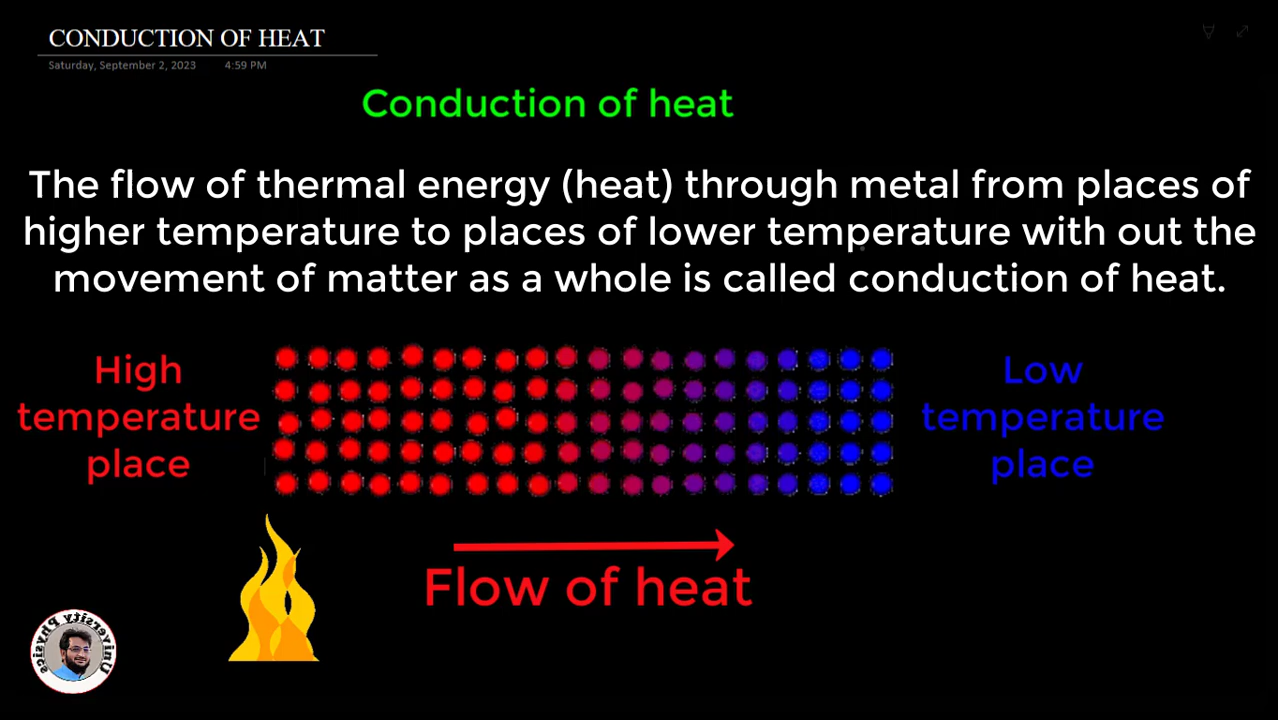 CONDUCTION OF HEAT
Saturday, September 2, 2023 4:59 PM
Conduction of heat
The flow of thermal energy (heat) through metal from places of
higher temperature to places of lower temperature with out the
movement of matter as a whole is called conduction of heat.
High
temperature
place
Low
temperature
place
Flow of heat
University Physics